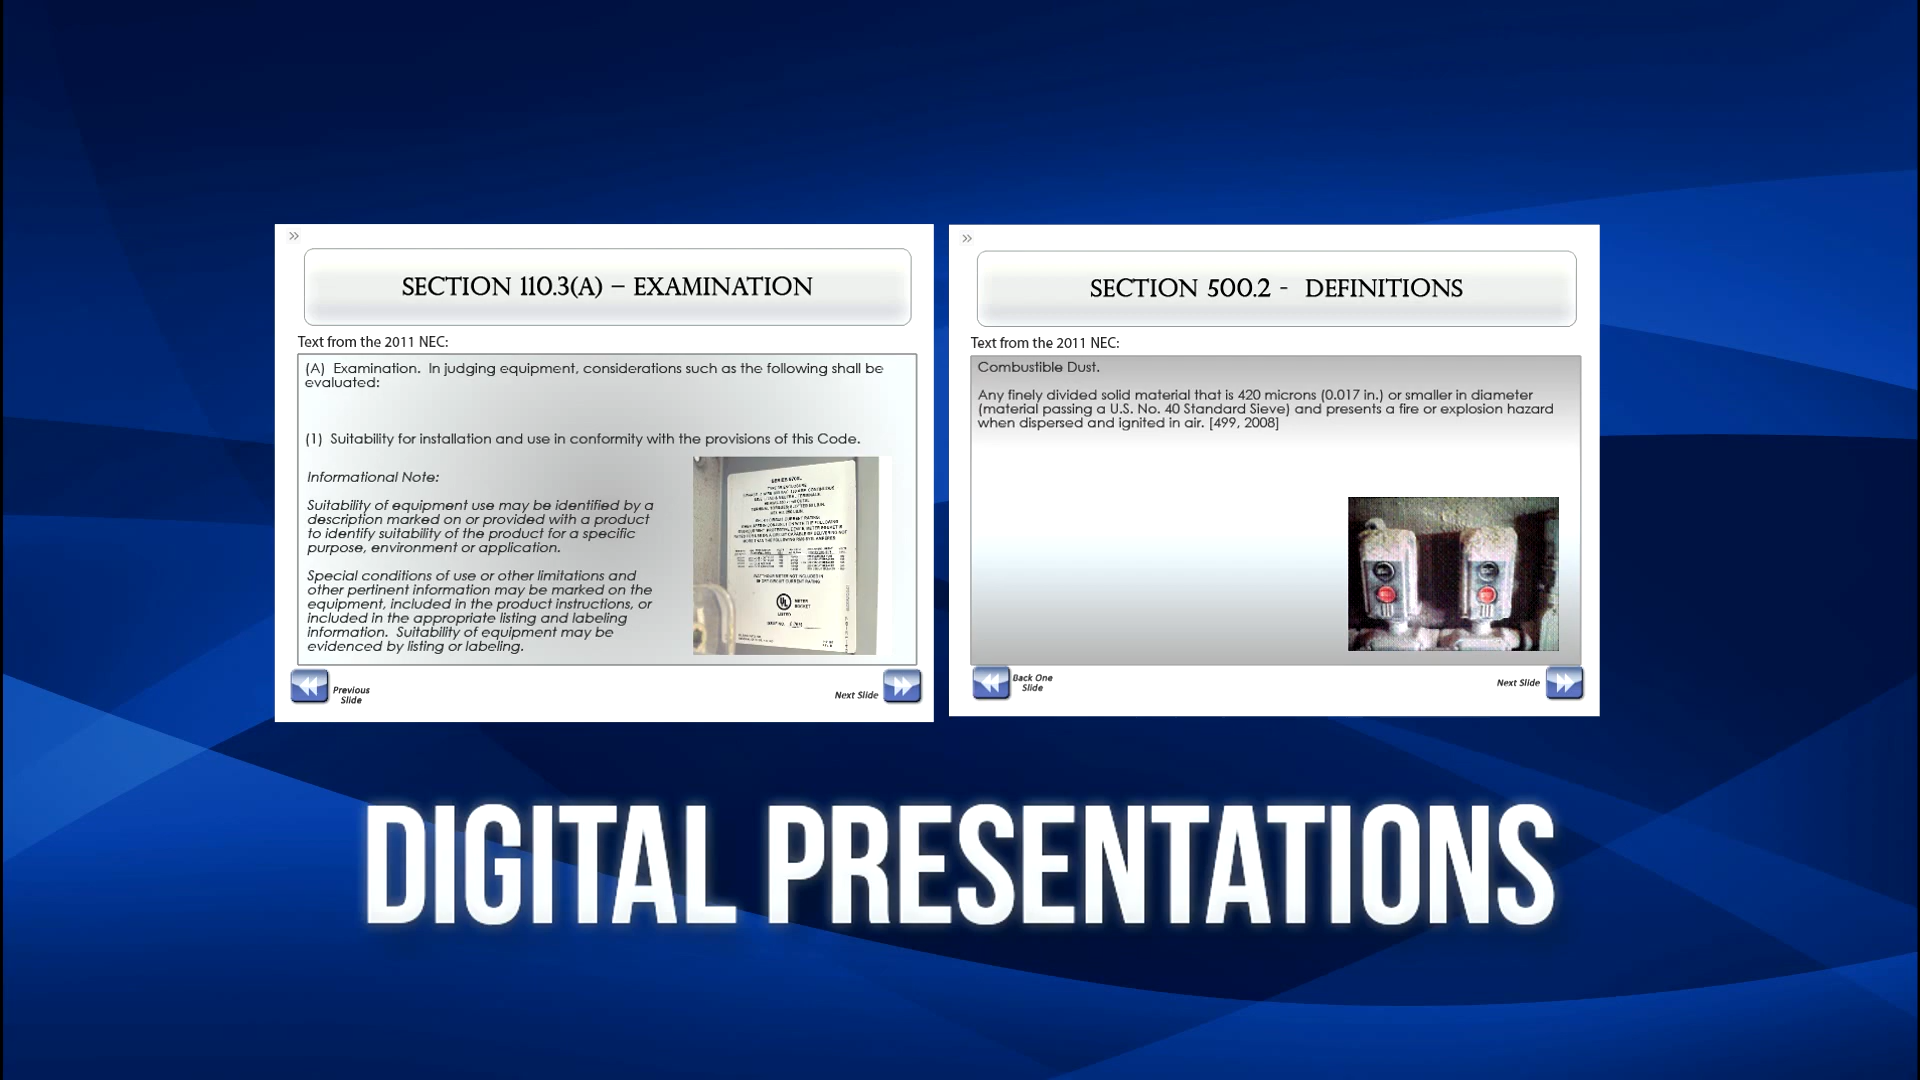 »
SECTION 110.3(A) – EXAMINATION
Text from the 2011 NEC:
(A)  Examination.  In judging equipment, considerations such as the following shall be
evaluated:
(1)  Suitability for installation and use in conformity with the provisions of this Code.
Informational Note:
Suitability of equipment use may be identified by a
description marked on or provided with a product
to identify suitability of the product for a specific
purpose, environment or application.
Special conditions of use or other limitations and
other pertinent information may be marked on the
equipment, included in the product instructions, or
included in the appropriate listing and labeling
information.  Suitability of equipment may be
evidenced by listing or labeling.
UL
LISTED
METER
SOCKET
Previous
Slide
Next Slide
»
SECTION 500.2 -  DEFINITIONS
Text from the 2011 NEC:
Combustible Dust.
Any finely divided solid material that is 420 microns (0.017 in.) or smaller in diameter
(material passing a U.S. No. 40 Standard Sieve) and presents a fire or explosion hazard
when dispersed and ignited in air. [499, 2008]
Back One
Slide
Next Slide
DIGITAL PRESENTATIONS